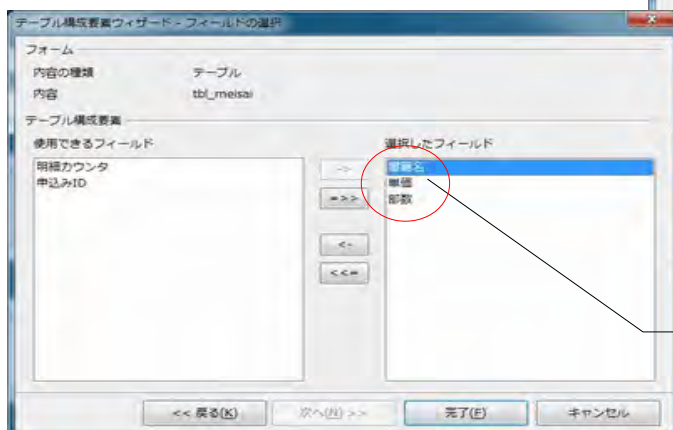 テーブル構成要素ウィザード - フィールドの選択
フォーム
内容の種類 テーブル
内容 tbl_meisai
テーブル構成要素
使用できるフィールド
選択したフィールド
明細カウンタ
申込みID
単価
部数
->
=>>
<-
<<=
<< 戻る(K)
次へ(N) >>
完了(F)
キャンセル